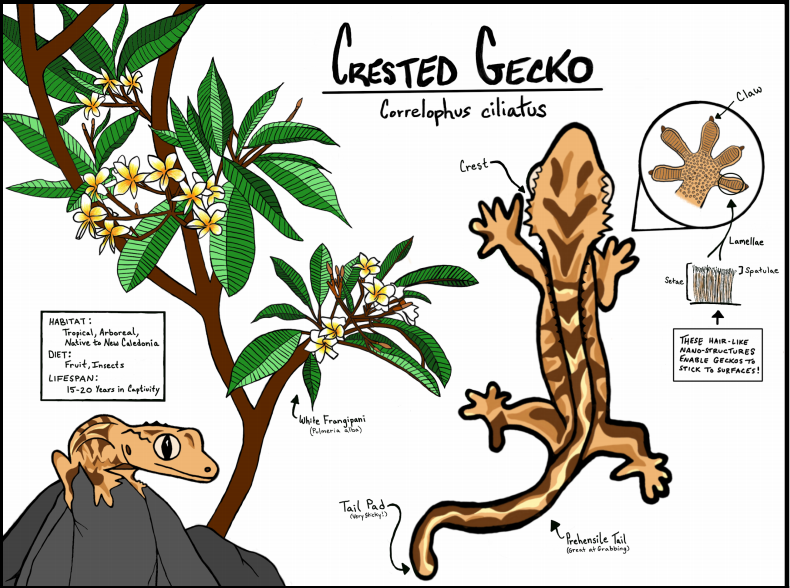 CRESTED GECKO
Correlophus ciliatus
Claw
Crest
Lamellae
Setae
Spatulae
THESE HAIR-LIKE
NANO-STRUCTURES
ENABLE GECKOS TO
STICK TO SURFACES!
HABITAT:
Tropical, Arboreal,
Native to New Caledonia
DIET:
Fruit, Insects
LIFESPAN:
15-20 Years in Captivity
White Frangipani
(Pulmeria alba)
Tail Pad
(Very Sticky!)
Prehensile Tail
(Great at Grabbing)